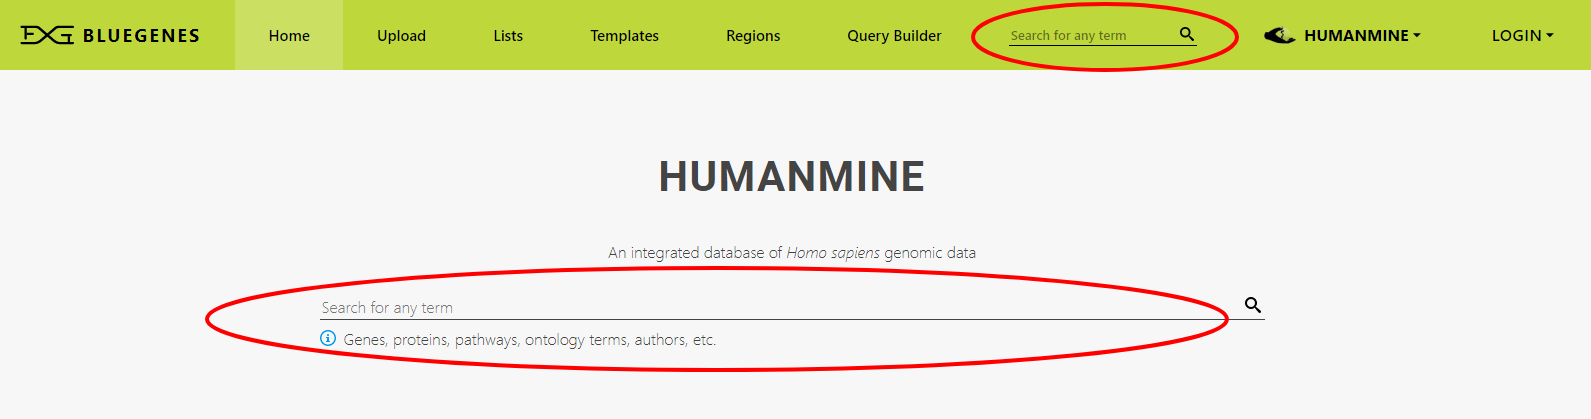 BLUEGENES Home Upload Lists Templates Regions Query Builder Search for any term HUMANMINE LOGIN
HUMANMINE
An integrated database of Homo sapiens genomic data
Search for any term
Genes, proteins, pathways, ontology terms, authors, etc.